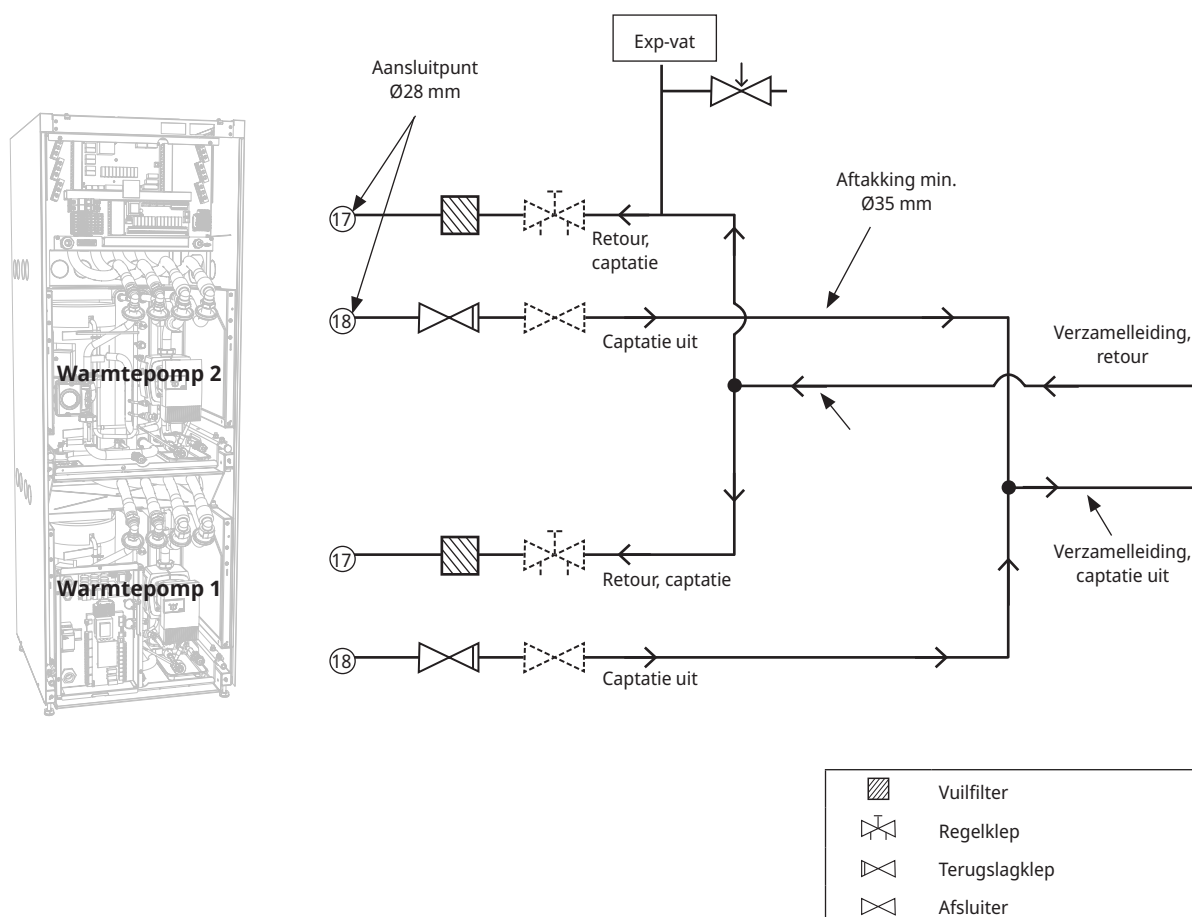 Exp-vat
Aansluitpunt
Ø28 mm
Aftakking min.
Ø35 mm
17
Retour,
captatie
18
Captatie uit
Verzamelleiding,
retour
Warmtepomp 2
17
Retour, captatie
Verzamelleiding,
captatie uit
Warmtepomp 1
18
Captatie uit
Vuilfilter
Regelklep
Terugslagklep
Afsluiter